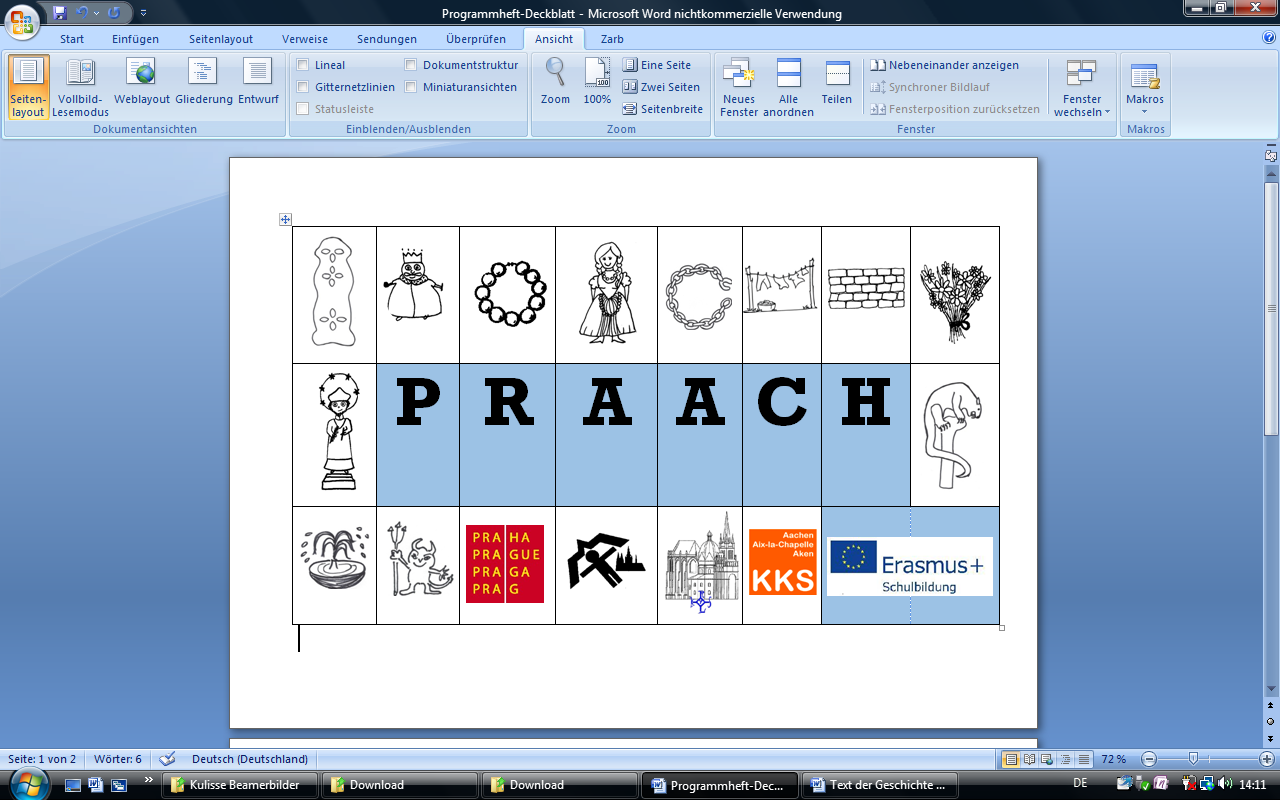 Programmheft-Deckblatt - Microsoft Word nichtkommerzielle Verwendung
Start Einfügen Seitenlayout Verweise Sendungen Überprüfen Ansicht Zarb
Seiten-
layout
Vollbild-
Lesemodus
Weblayout
Gliederung
Entwurf
Dokumentansichten
Lineal
Gitternetzlinien
Statusleiste
Dokumentstruktur
Miniaturansichten
Einblenden/Ausblenden
Zoom
100%
Eine Seite
Zwei Seiten
Seitenbreite
Zoom
Neues
Fenster
Alle
anordnen
Teilen
Nebeneinander anzeigen
Synchroner Bildlauf
Fensterposition zurücksetzen
Fenster
wechseln
Fenster
Makros
Makros
P R A A C H
PRA HA
PRA GUE
PRA GA
PRA G
Aachen
Aix-la-Chapelle
Aken
KKS
Erasmus+
Schulbildung
Seite: 1 von 2 Wörter: 6 Deutsch (Deutschland) 72 %
Kulisse Beamerbilder Download Download Programmheft-Dec... Text der Geschichte ... DE 14:11